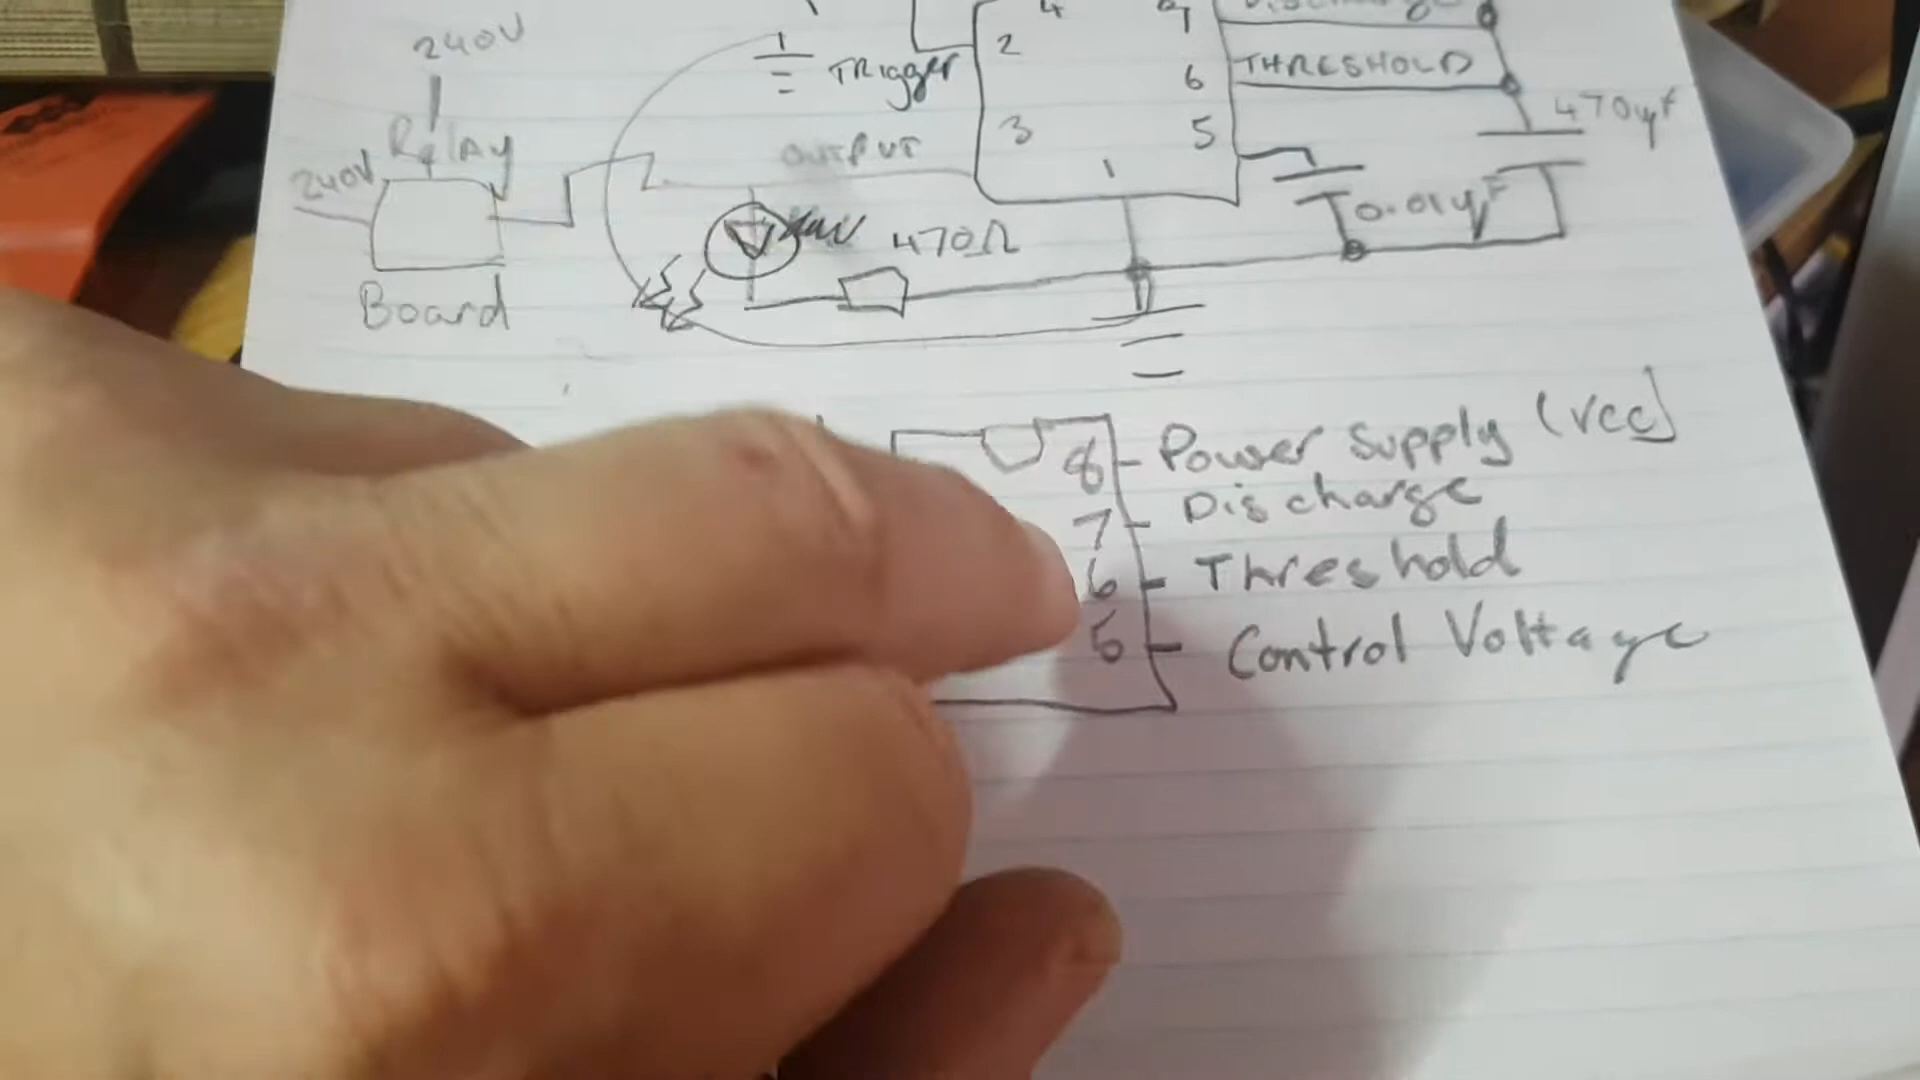 240V
4
2
TRIgger
6
THRESHOLD
470µF
Relay
240V
3
5
OUTPUT
1
0.01µF
470Ω
Board
8 Power Supply (Vcc)
7 Discharge
6 Threshold
5 Control Voltage